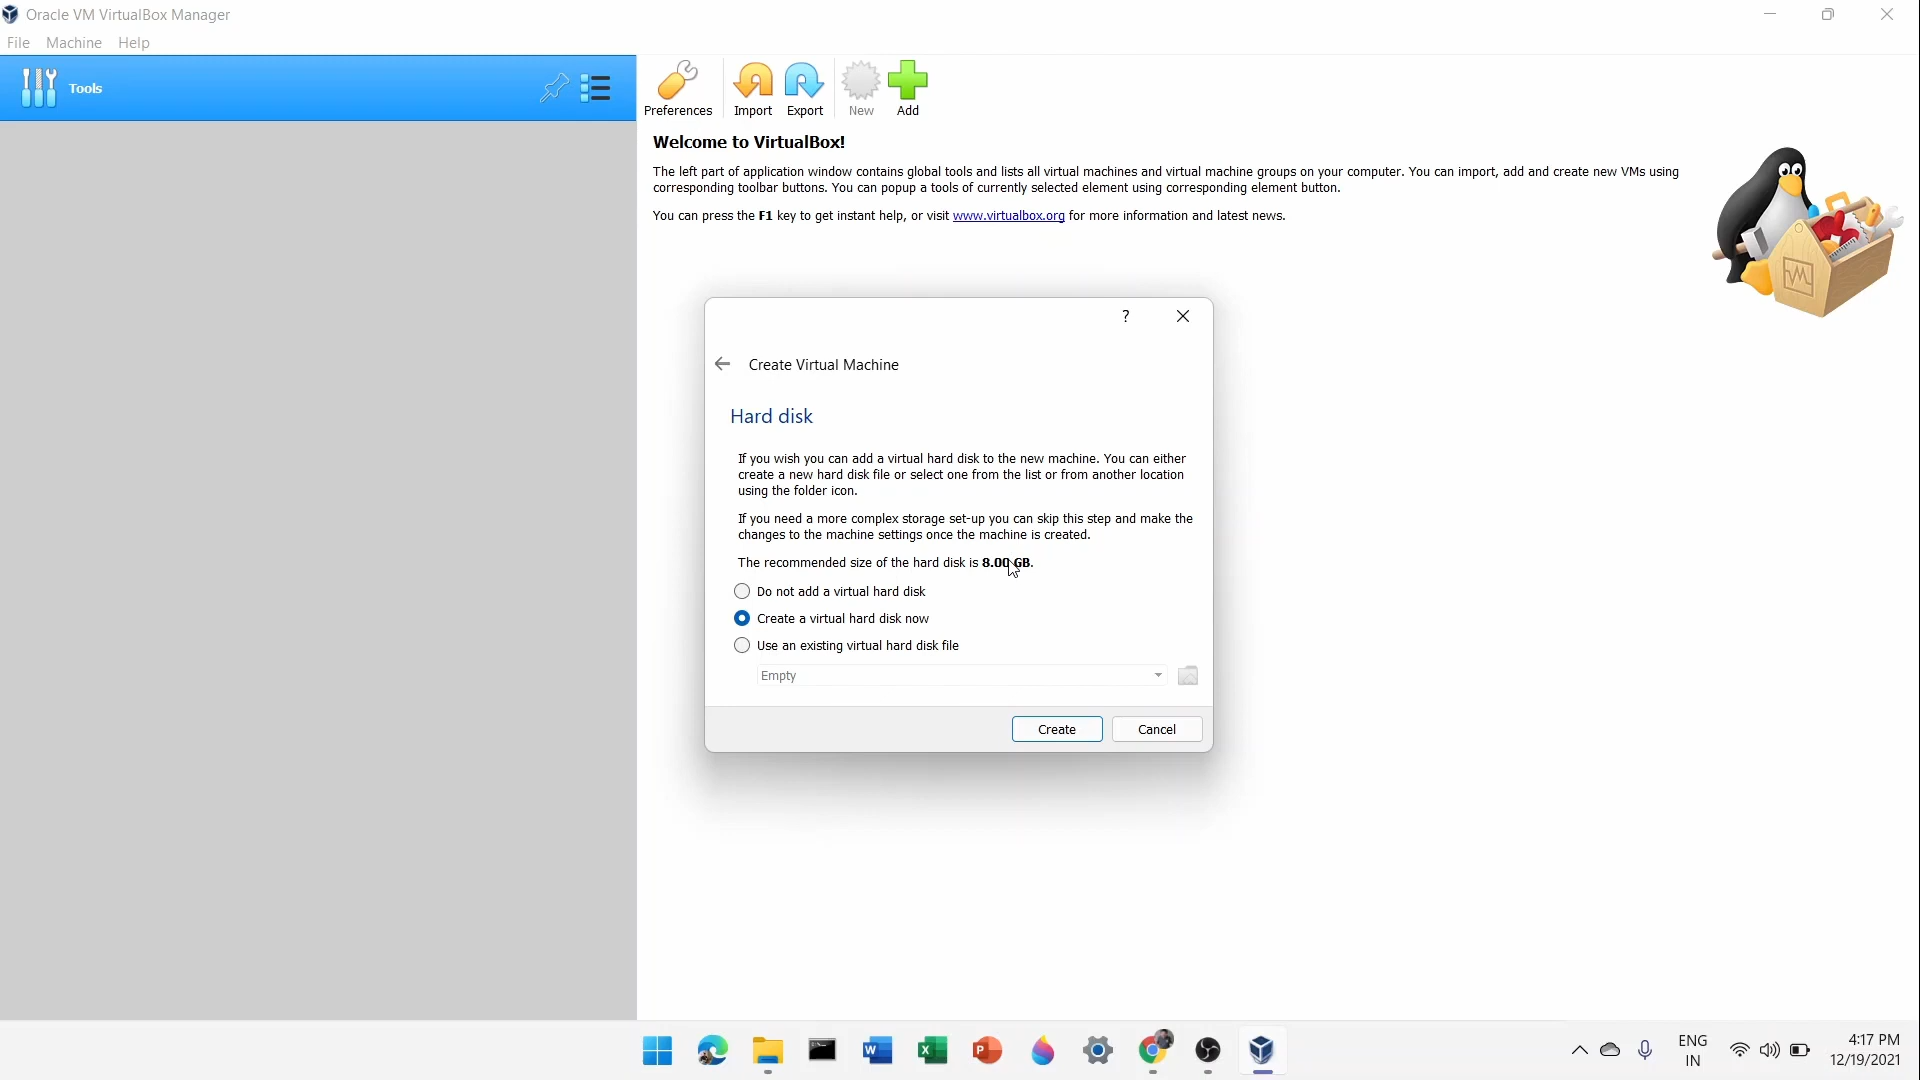 Oracle VM VirtualBox Manager
File Machine Help
Tools
Preferences Import Export New Add
Welcome to VirtualBox!
The left part of application window contains global tools and lists all virtual machines and virtual machine groups on your computer. You can import, add and create new VMs using
corresponding toolbar buttons. You can popup a tools of currently selected element using corresponding element button.
You can press the F1 key to get instant help, or visit www.virtualbox.org for more information and latest news.
?
Create Virtual Machine
Hard disk
If you wish you can add a virtual hard disk to the new machine. You can either
create a new hard disk file or select one from the list or from another location
using the folder icon.
If you need a more complex storage set-up you can skip this step and make the
changes to the machine settings once the machine is created.
The recommended size of the hard disk is 8.00 GB.
Do not add a virtual hard disk
Create a virtual hard disk now
Use an existing virtual hard disk file
Empty
Create Cancel
ENG
IN
4:17 PM
12/19/2021